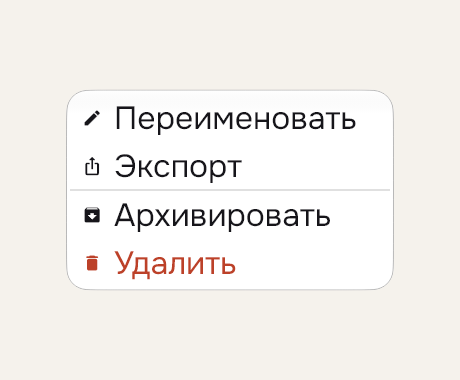 Переименовать
Экспорт
Архивировать
Удалить